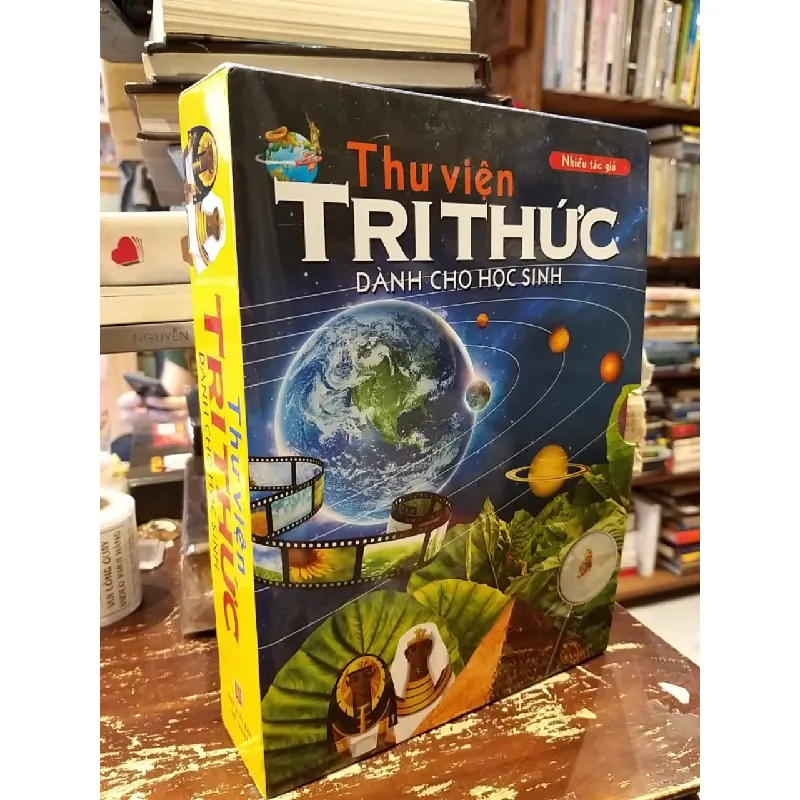 Thư viện
TRI THỨC
DÀNH CHO HỌC SINH
Nhiều tác giả
Thư viện
TRI THỨC
DÀNH CHO HỌC SINH
NGUYỄN